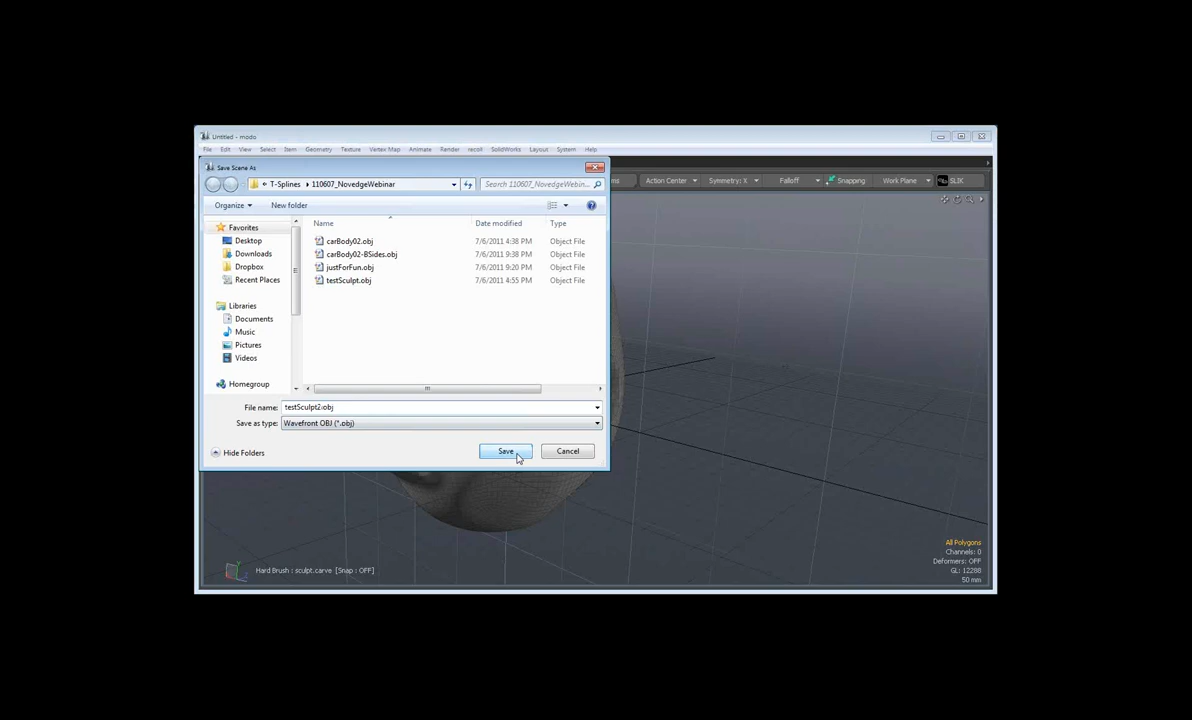 Untitled - modo
File Edit View Select Item Geometry Texture Vertex Map Animate Render recoil SolidWorks Layout System Help
Save Scene As
« T-Splines 110607_NovedgeWebinar Search 110607_NovedgeWebin...
Action Center Symmetry: X Falloff Snapping Work Plane SLIK
Organize New folder
Name Date modified Type
Favorites
Desktop
Downloads
Dropbox
Recent Places
Libraries
Documents
Music
Pictures
Videos
Homegroup
carBody02.obj 7/6/2011 4:38 PM Object File
carBody02-BSides.obj 7/6/2011 9:38 PM Object File
justForFun.obj 7/6/2011 9:20 PM Object File
testSculpt.obj 7/6/2011 4:55 PM Object File
File name: testSculpt2.obj
Save as type: Wavefront OBJ (*.obj)
Hide Folders Save Cancel
All Polygons
Channels: 0
Deformers: OFF
GL: 12288
50 mm
Hard Brush : sculpt.carve [Snap : OFF]